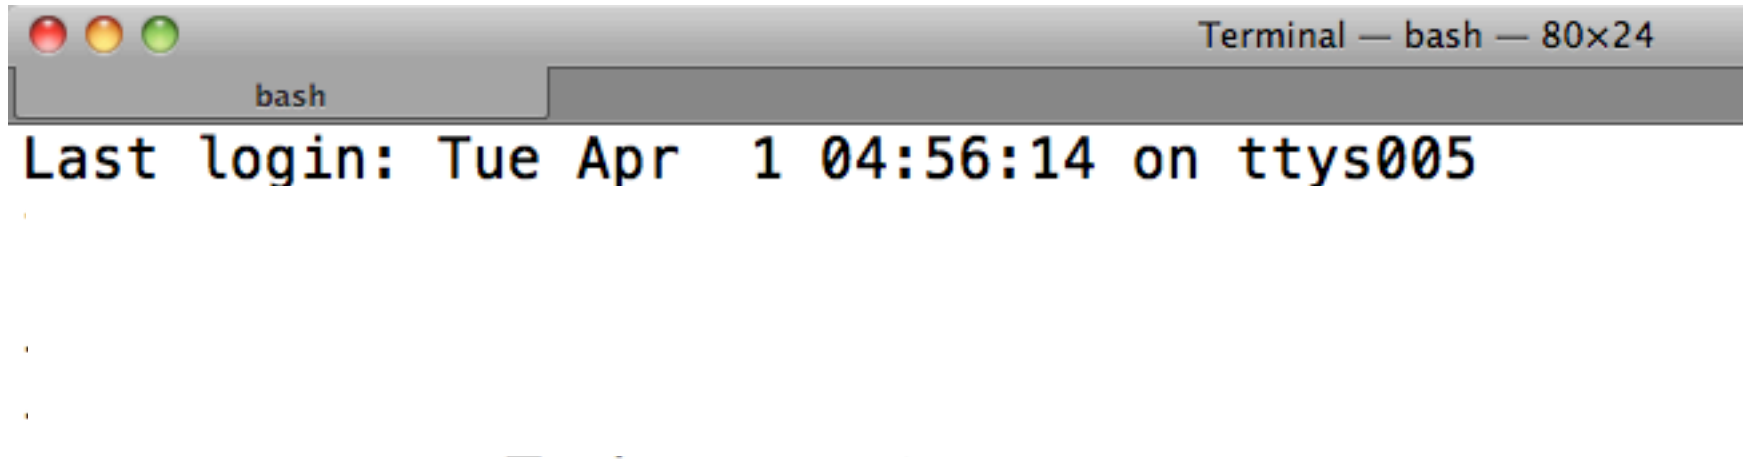 Terminal — bash — 80×24
bash
Last login: Tue Apr  1 04:56:14 on ttys005